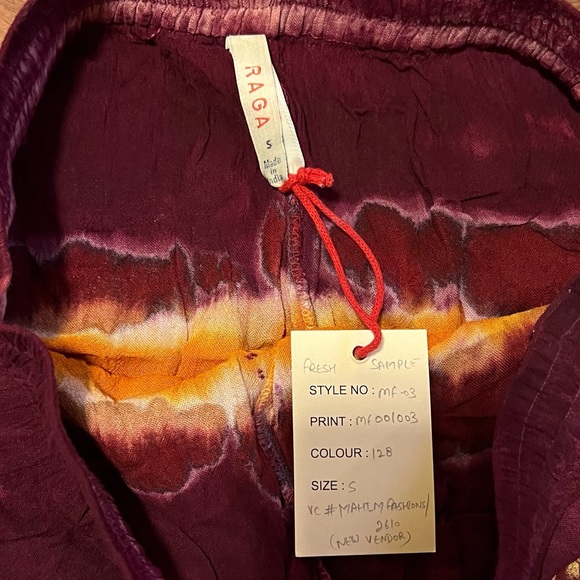 RAGA
S
Made
in
India
FRESH SAMPLE
STYLE NO : MF-03
PRINT : MF001003
COLOUR : 128
SIZE : S
VC # MAHIM FASHIONS/
2610
(NEW VENDOR)